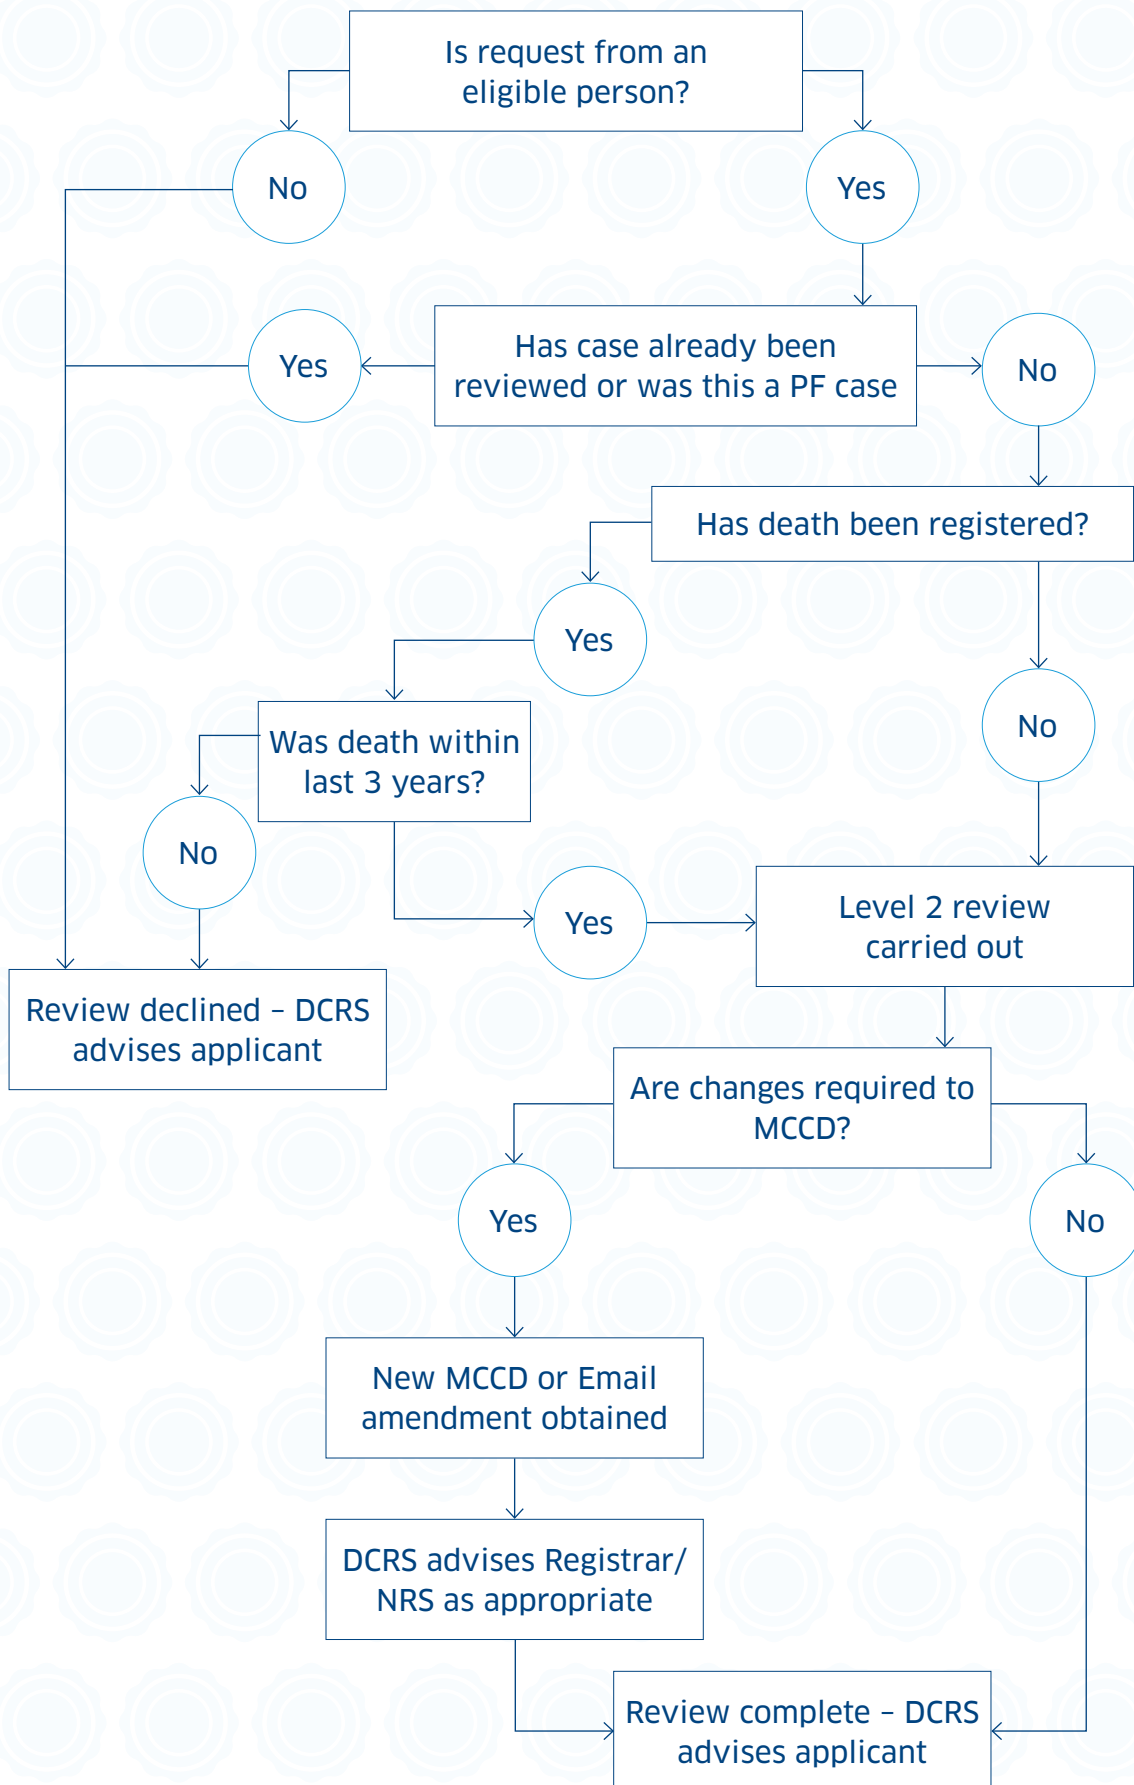 Is request from an
eligible person?
No
Yes
Has case already been
reviewed or was this a PF case
Yes
No
Has death been registered?
Yes
No
Was death within
last 3 years?
No
Yes
Level 2 review
carried out
Review declined – DCRS
advises applicant
Are changes required to
MCCD?
Yes
No
New MCCD or Email
amendment obtained
DCRS advises Registrar/
NRS as appropriate
Review complete – DCRS
advises applicant